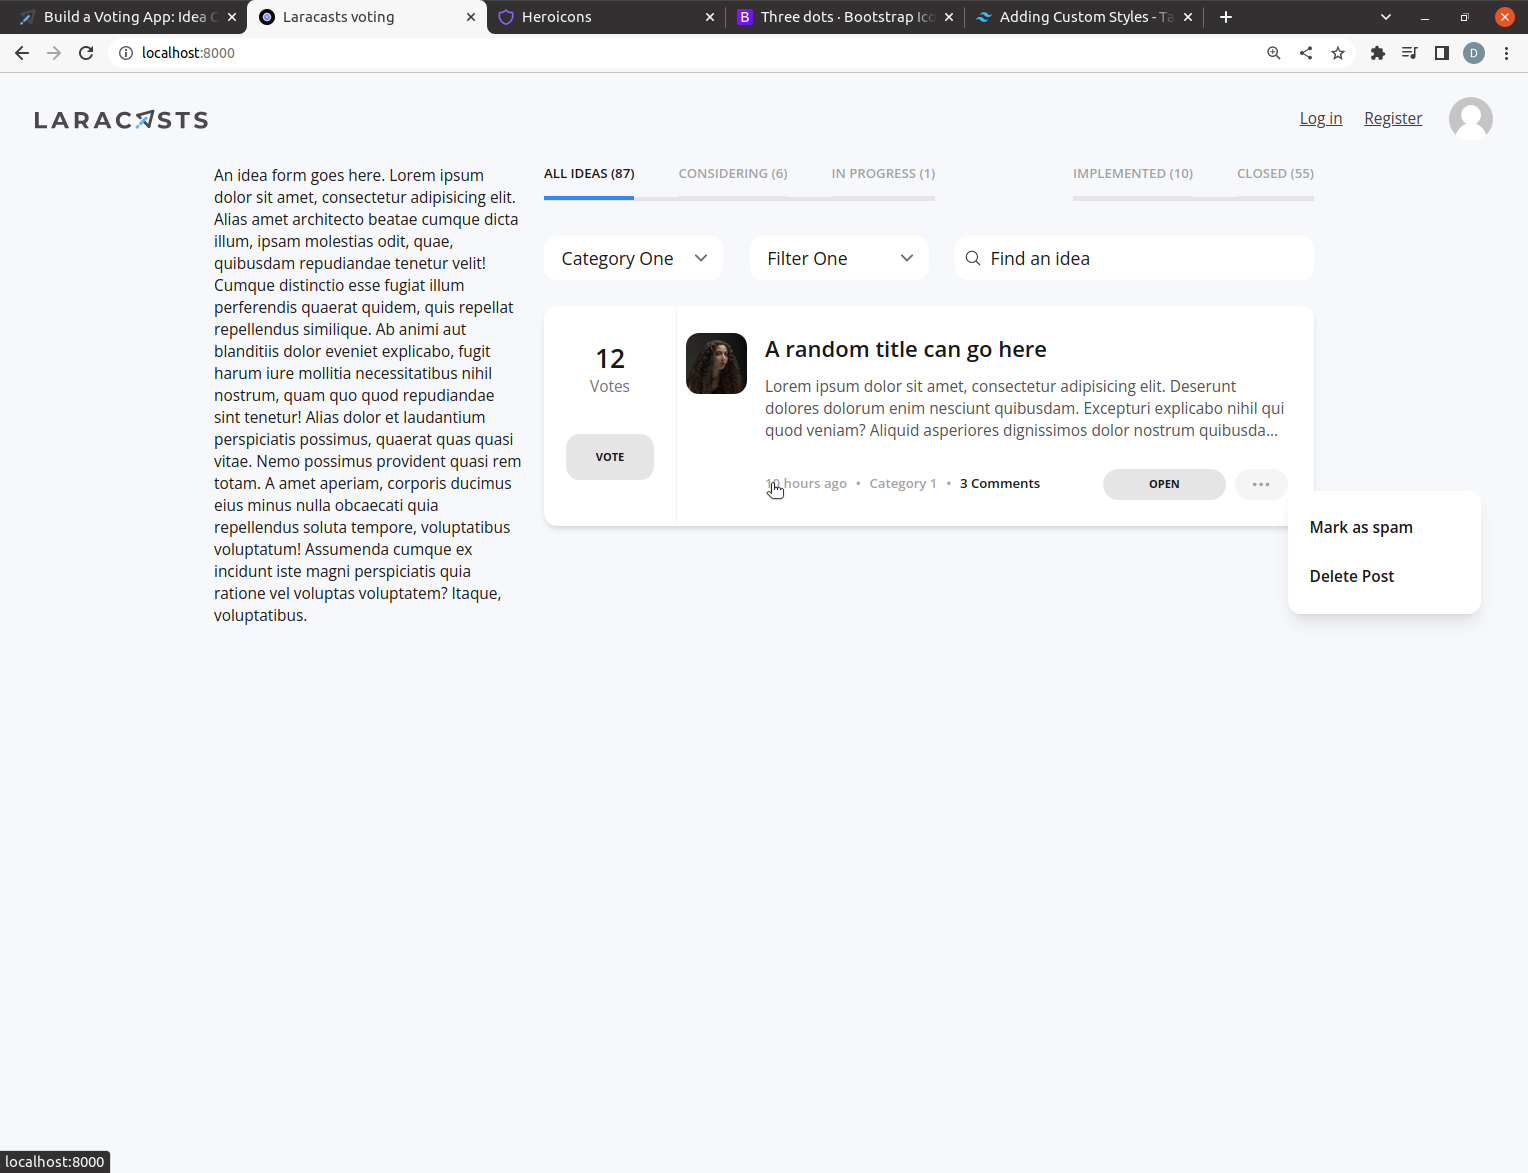 Build a Voting App: Idea
Laracasts voting
Heroicons
B
Three dots · Bootstrap Ico
Adding Custom Styles - Ta
localhost:8000
D
LARACASTS
Log in
Register
An idea form goes here. Lorem ipsum
dolor sit amet, consectetur adipisicing elit.
Alias amet architecto beatae cumque dicta
illum, ipsam molestias odit, quae,
quibusdam repudiandae tenetur velit!
Cumque distinctio esse fugiat illum
perferendis quaerat quidem, quis repellat
repellendus similique. Ab animi aut
blanditiis dolor eveniet explicabo, fugit
harum iure mollitia necessitatibus nihil
nostrum, quam quo quod repudiandae
sint tenetur! Alias dolor et laudantium
perspiciatis possimus, quaerat quas quasi
vitae. Nemo possimus provident quasi rem
totam. A amet aperiam, corporis ducimus
eius minus nulla obcaecati quia
repellendus soluta tempore, voluptatibus
voluptatum! Assumenda cumque ex
incidunt iste magni perspiciatis quia
ratione vel voluptas voluptatem? Itaque,
voluptatibus.
ALL IDEAS (87)
CONSIDERING (6)
IN PROGRESS (1)
IMPLEMENTED (10)
CLOSED (55)
Category One
Filter One
Find an idea
12
Votes
VOTE
A random title can go here
Lorem ipsum dolor sit amet, consectetur adipisicing elit. Deserunt
dolores dolorum enim nesciunt quibusdam. Excepturi explicabo nihil qui
quod veniam? Aliquid asperiores dignissimos dolor nostrum quibusda...
10 hours ago • Category 1 • 3 Comments
OPEN
Mark as spam
Delete Post
localhost:8000